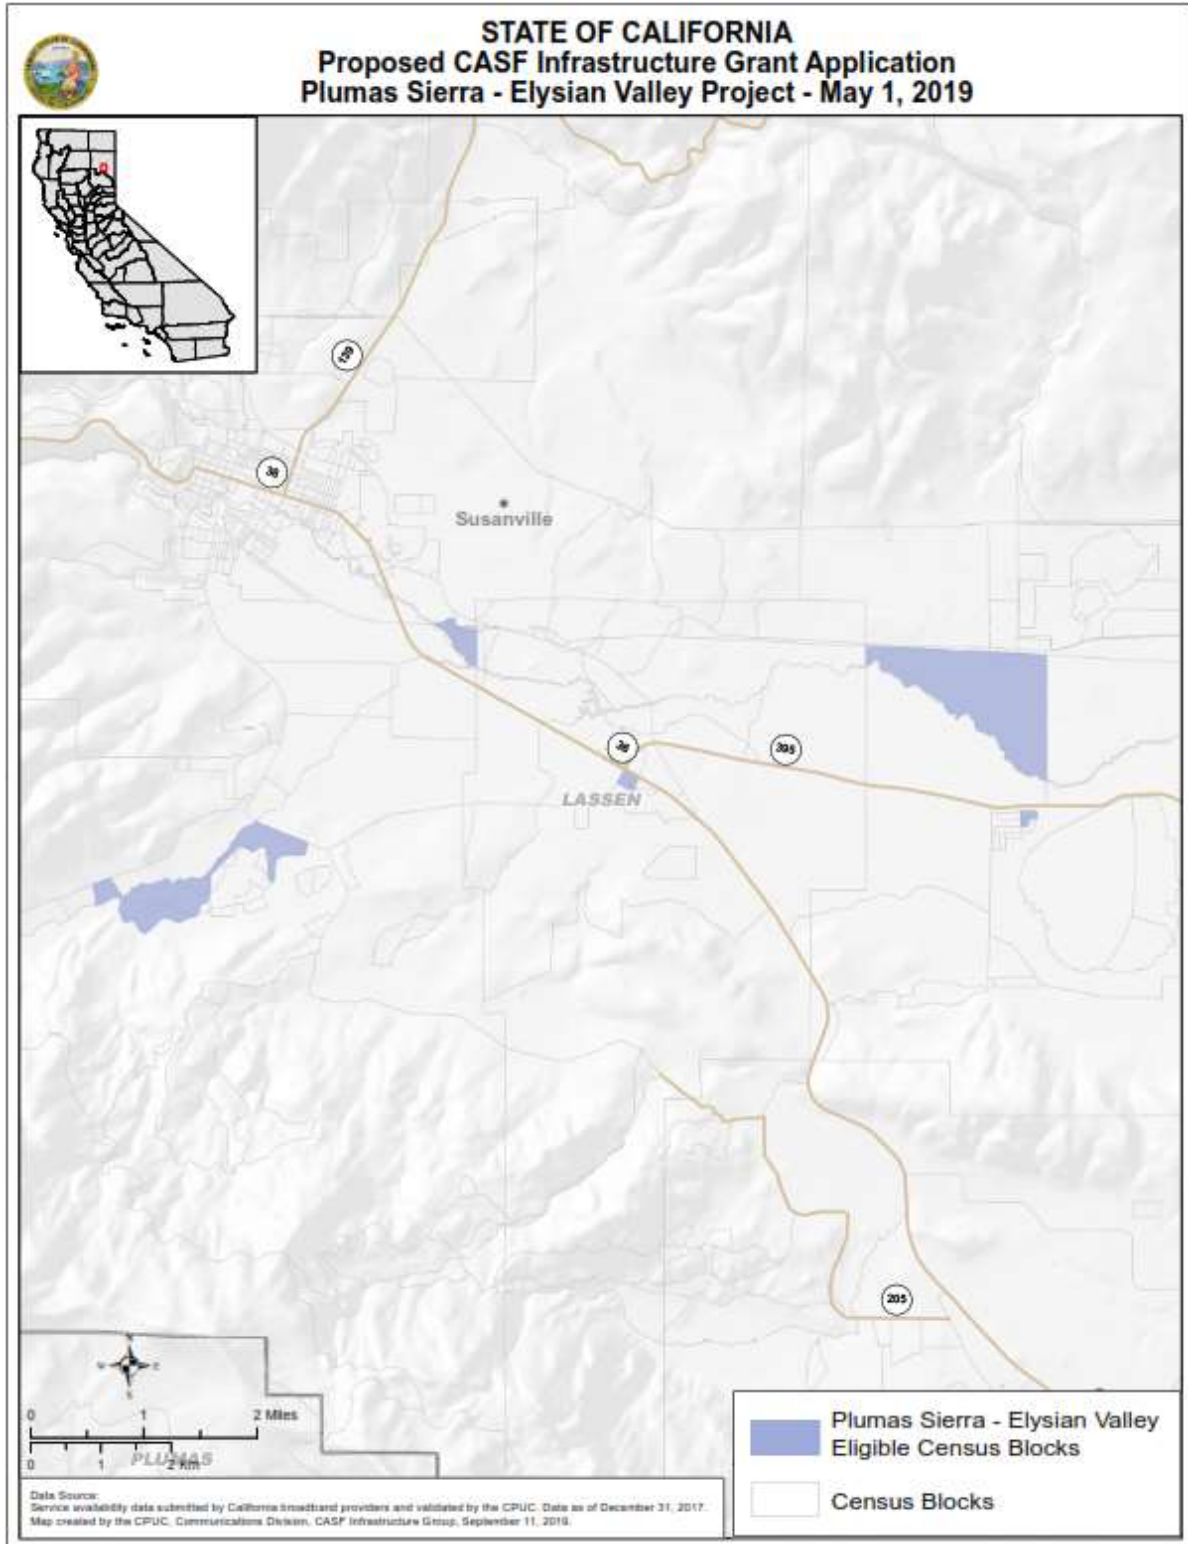 STATE OF CALIFORNIA
Proposed CASF Infrastructure Grant Application
Plumas Sierra - Elysian Valley Project - May 1, 2019
139
36
Susanville
36
395
LASSEN
205
N
W E
S
0 1 2 Miles
0 1 2 Km
PLUMAS
Plumas Sierra - Elysian Valley
Eligible Census Blocks
Census Blocks
Data Source:
Service availability data submitted by California broadband providers and validated by the CPUC. Data as of December 31, 2017.
Map created by the CPUC, Communications Division, CASF Infrastructure Group, September 11, 2019.